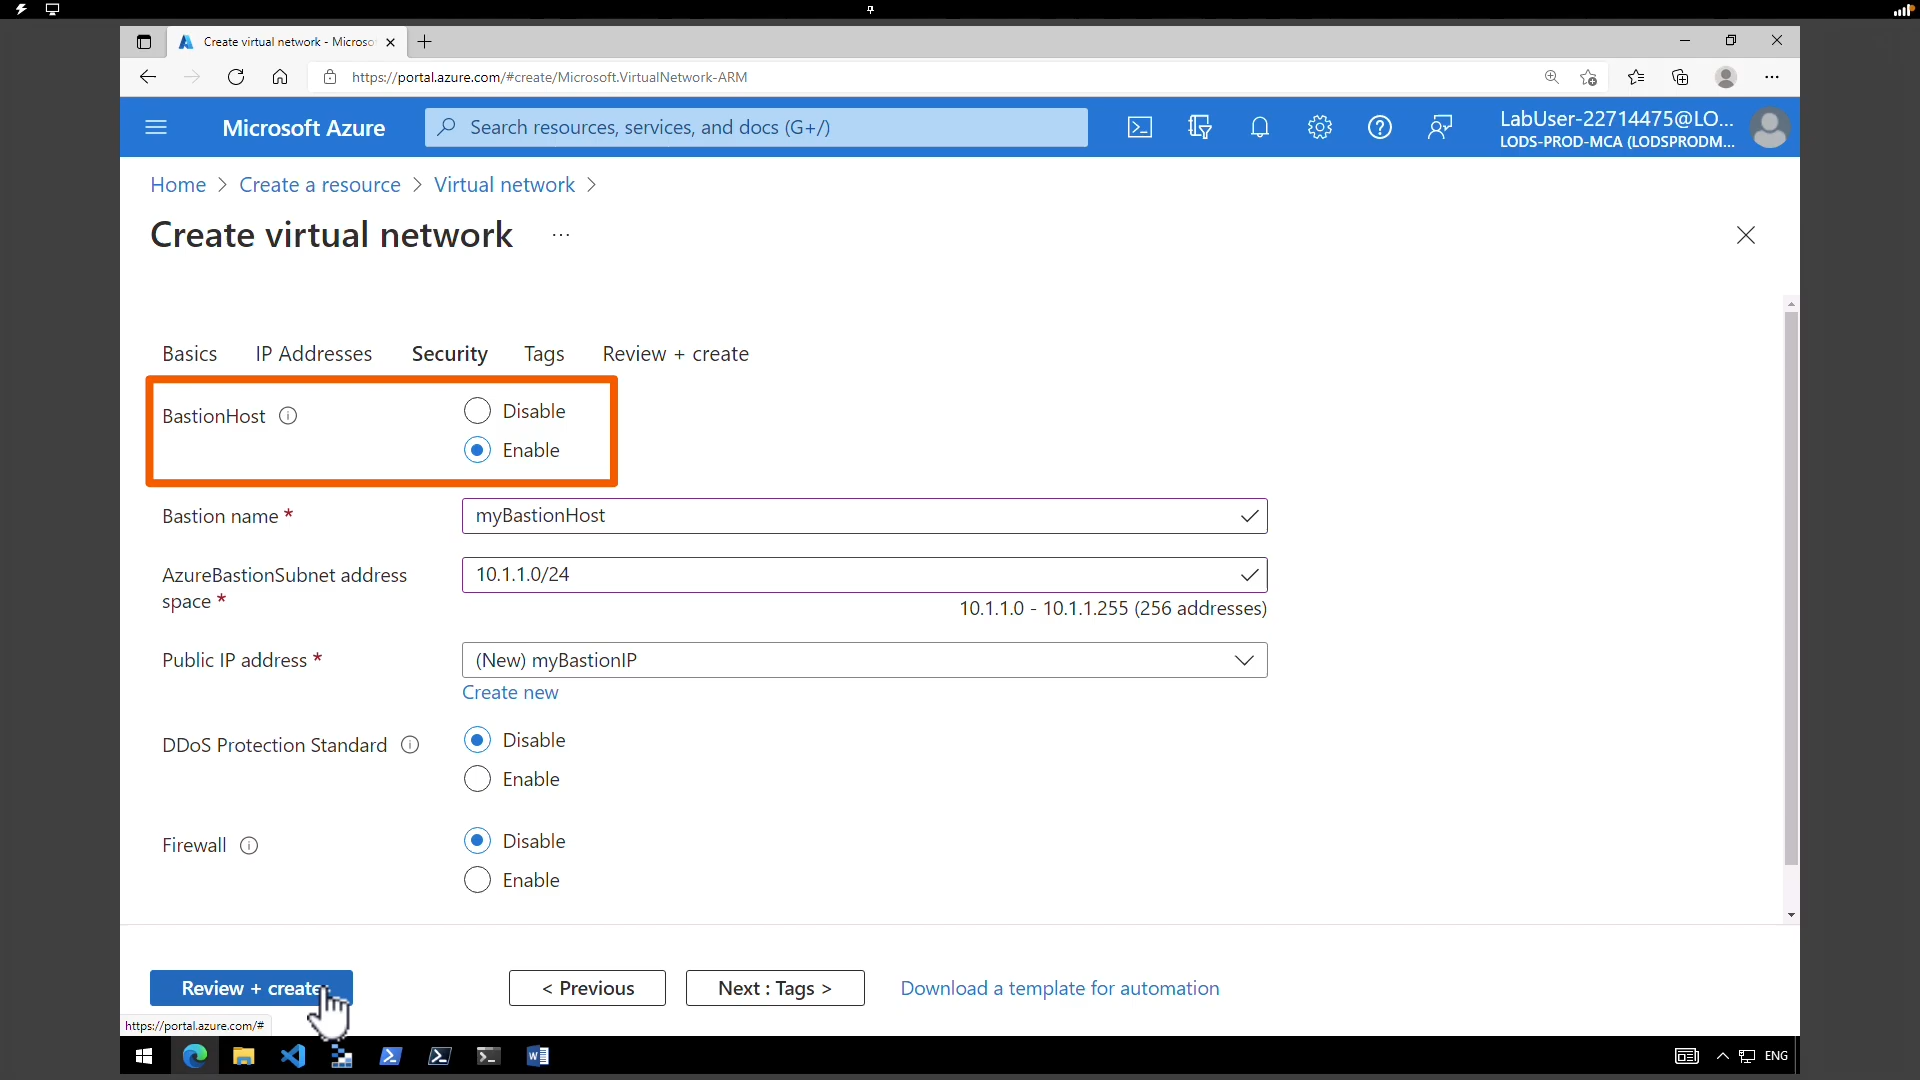 Create virtual network - Microso
https://portal.azure.com/#create/Microsoft.VirtualNetwork-ARM
Microsoft Azure
Search resources, services, and docs (G+/)
LabUser-22714475@LO...
LODS-PROD-MCA (LODSPRODM...
Home > Create a resource > Virtual network >
Create virtual network ...
Basics IP Addresses Security Tags Review + create
BastionHost
Disable
Enable
Bastion name *
myBastionHost
AzureBastionSubnet address
space *
10.1.1.0/24
10.1.1.0 - 10.1.1.255 (256 addresses)
Public IP address *
(New) myBastionIP
Create new
DDoS Protection Standard
Disable
Enable
Firewall
Disable
Enable
Review + create
< Previous
Next : Tags >
Download a template for automation
https://portal.azure.com/#
ENG